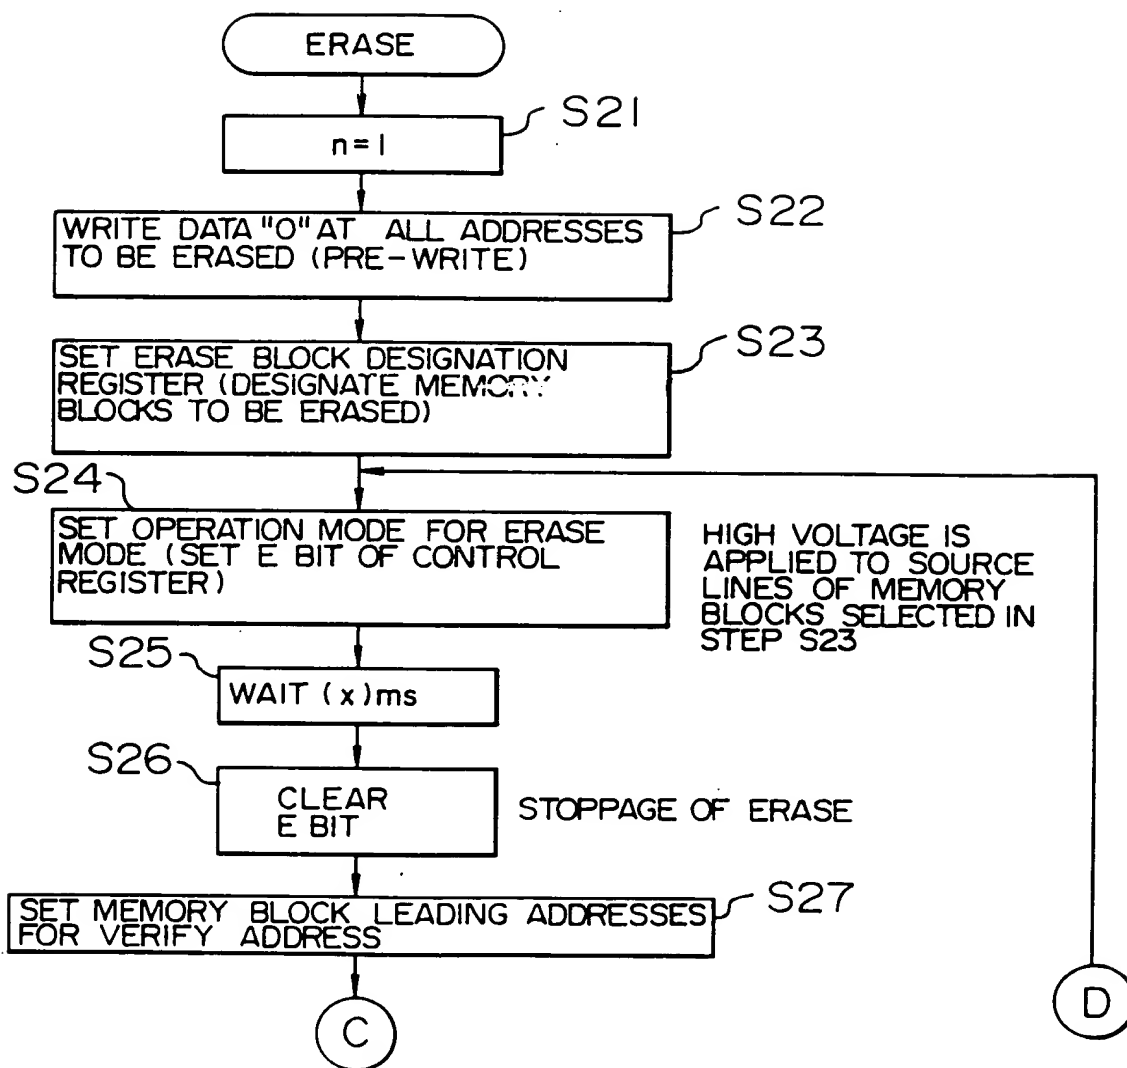 ERASE
S21
n=1
S22
WRITE DATA "0" AT ALL ADDRESSES
TO BE ERASED (PRE-WRITE)
S23
SET ERASE BLOCK DESIGNATION
REGISTER (DESIGNATE MEMORY
BLOCKS TO BE ERASED)
S24
SET OPERATION MODE FOR ERASE
MODE (SET E BIT OF CONTROL
REGISTER)
HIGH VOLTAGE IS
APPLIED TO SOURCE
LINES OF MEMORY
BLOCKS SELECTED IN
STEP S23
S25
WAIT (x)ms
S26
CLEAR
E BIT
STOPPAGE OF ERASE
S27
SET MEMORY BLOCK LEADING ADDRESSES
FOR VERIFY ADDRESS
C
D